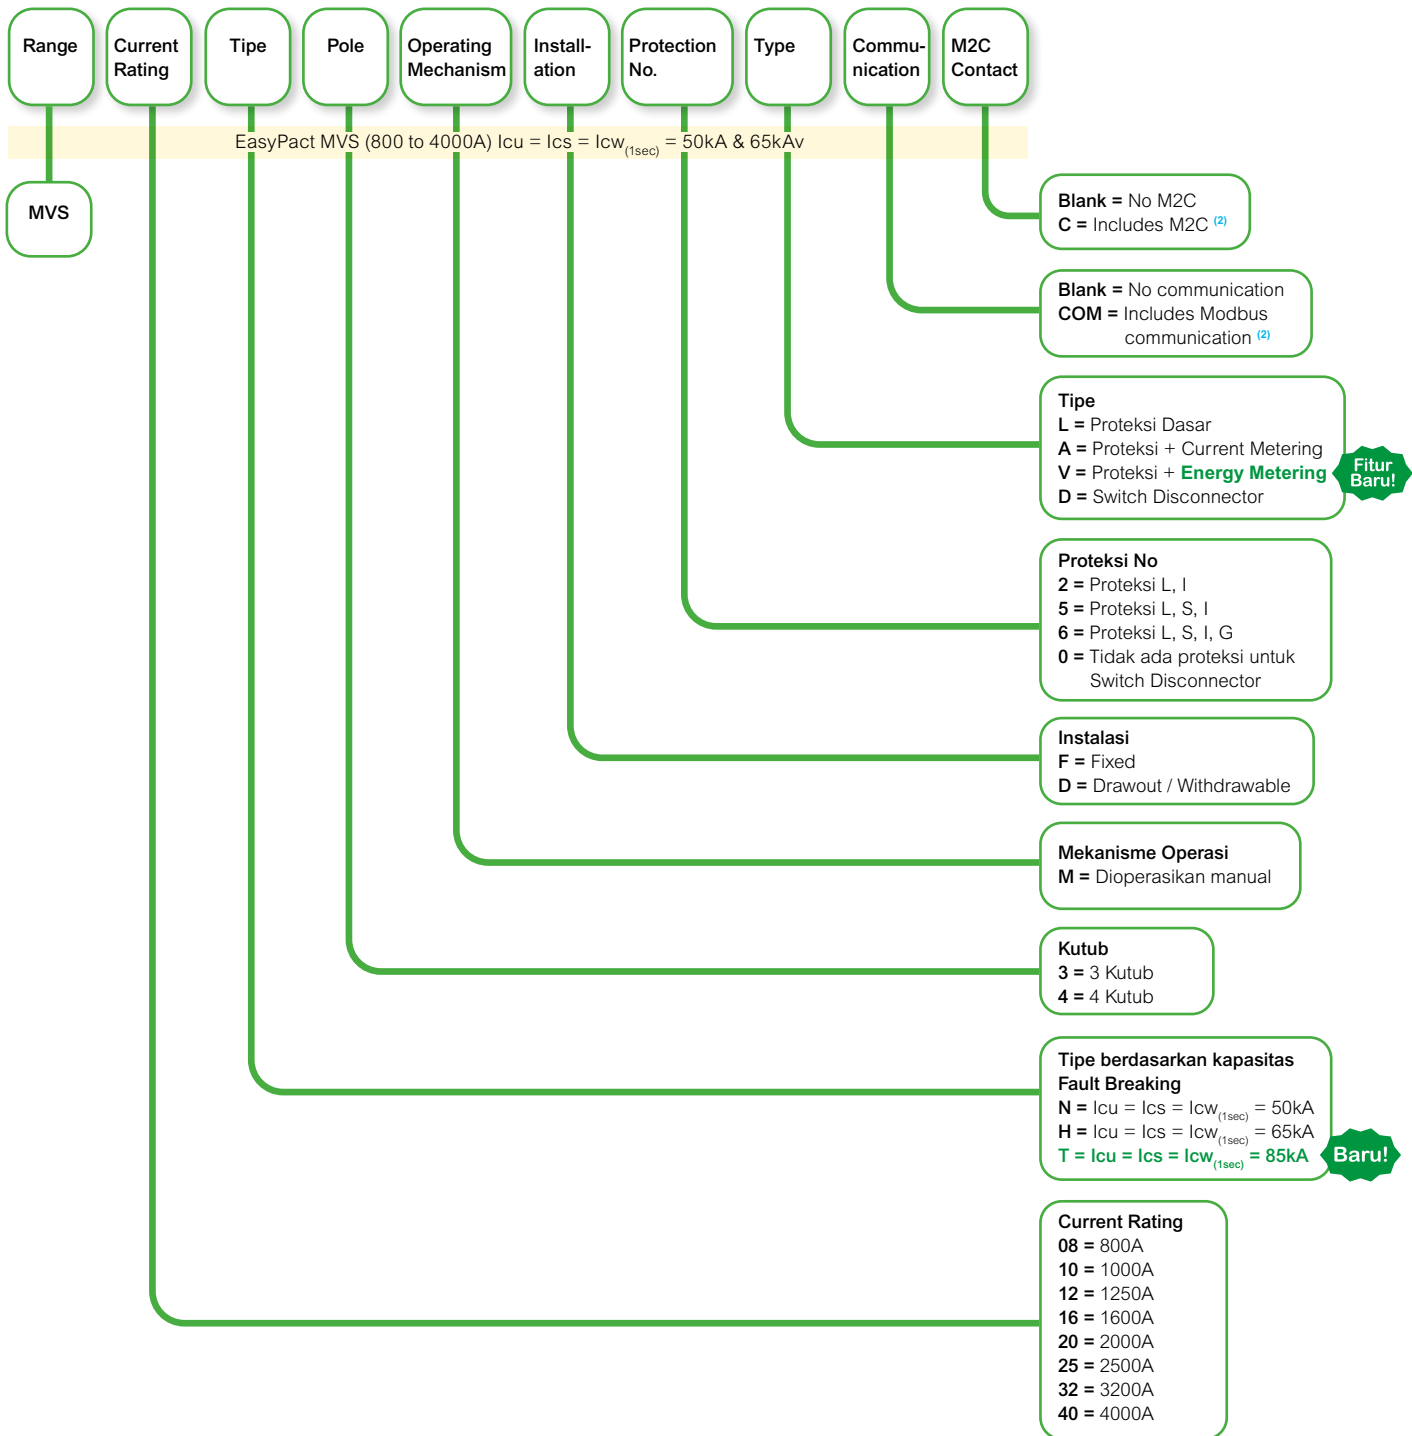 Range
Current
Rating
Tipe
Pole
Operating
Mechanism
Install-
ation
Protection
No.
Type
Commu-
nication
M2C
Contact
EasyPact MVS (800 to 4000A) Icu = Ics = Icw(1sec) = 50kA & 65kAv
MVS
Blank = No M2C
C = Includes M2C (2)
Blank = No communication
COM = Includes Modbus
communication (2)
Tipe
L = Proteksi Dasar
A = Proteksi + Current Metering
V = Proteksi + Energy Metering
D = Switch Disconnector
Fitur
Baru!
Proteksi No
2 = Proteksi L, I
5 = Proteksi L, S, I
6 = Proteksi L, S, I, G
0 = Tidak ada proteksi untuk
Switch Disconnector
Instalasi
F = Fixed
D = Drawout / Withdrawable
Mekanisme Operasi
M = Dioperasikan manual
Kutub
3 = 3 Kutub
4 = 4 Kutub
Tipe berdasarkan kapasitas
Fault Breaking
N = Icu = Ics = Icw(1sec) = 50kA
H = Icu = Ics = Icw(1sec) = 65kA
T = Icu = Ics = Icw(1sec) = 85kA
Baru!
Current Rating
08 = 800A
10 = 1000A
12 = 1250A
16 = 1600A
20 = 2000A
25 = 2500A
32 = 3200A
40 = 4000A